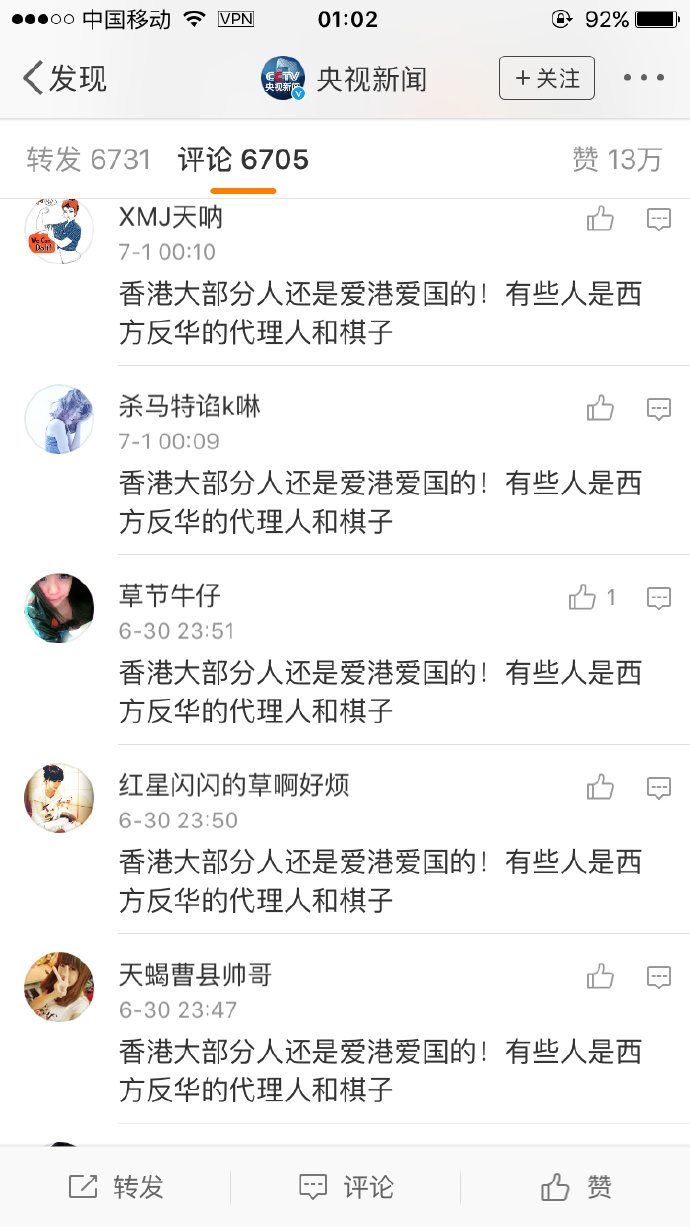 中国移动 VPN 01:02 92%
发现 CCTV 央视新闻 央视新闻 +关注
转发 6731 评论 6705 赞 13万
We Can Do It!
XMJ天呐
7-1 00:10
香港大部分人还是爱港爱国的！有些人是西
方反华的代理人和棋子
杀马特谄k啉
7-1 00:09
香港大部分人还是爱港爱国的！有些人是西
方反华的代理人和棋子
草节牛仔 1
6-30 23:51
香港大部分人还是爱港爱国的！有些人是西
方反华的代理人和棋子
红星闪闪的草啊好烦
6-30 23:50
香港大部分人还是爱港爱国的！有些人是西
方反华的代理人和棋子
天蝎曹县帅哥
6-30 23:47
香港大部分人还是爱港爱国的！有些人是西
方反华的代理人和棋子
转发 评论 赞